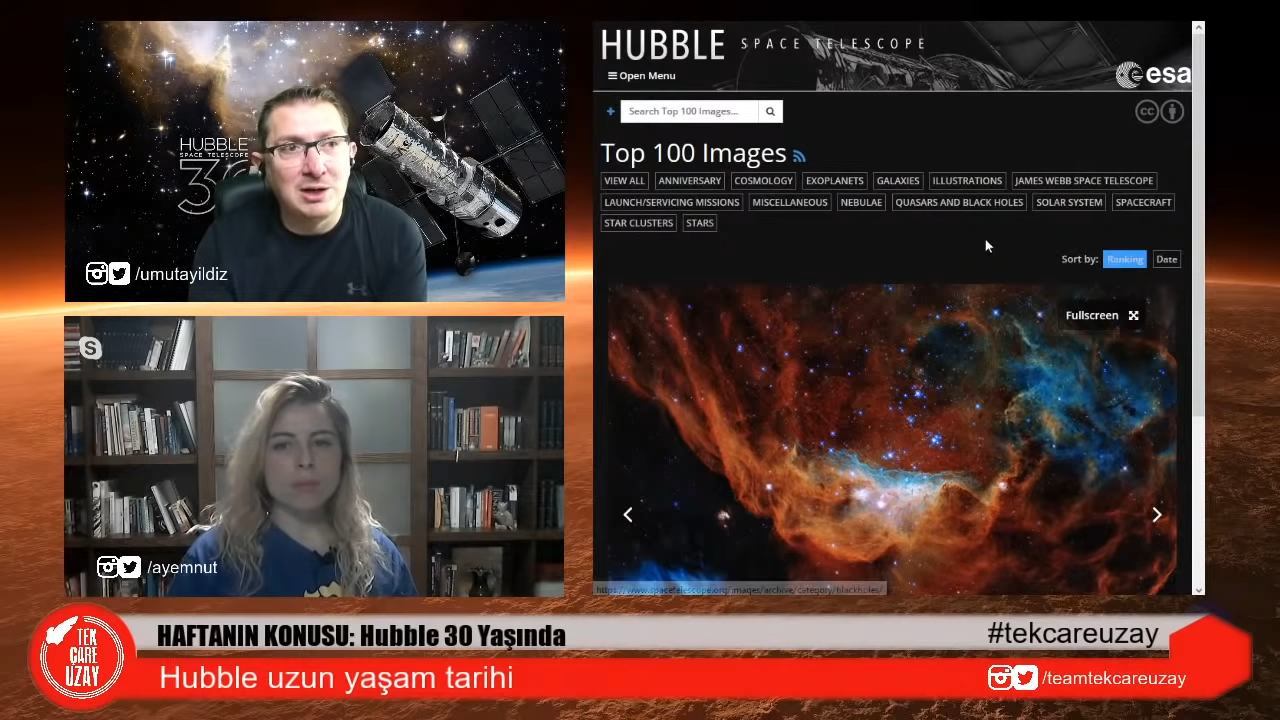 HUBBLE
SPACE TELESCOPE
30
/umutayildiz
S
/ayemnut
HUBBLE SPACE TELESCOPE
Open Menu
esa
Search Top 100 Images...
cc
Top 100 Images
VIEW ALL ANNIVERSARY COSMOLOGY EXOPLANETS GALAXIES ILLUSTRATIONS JAMES WEBB SPACE TELESCOPE
LAUNCH/SERVICING MISSIONS MISCELLANEOUS NEBULAE QUASARS AND BLACK HOLES SOLAR SYSTEM SPACECRAFT
STAR CLUSTERS STARS
Sort by: Ranking Date
Fullscreen
https://www.spacetelescope.org/images/archive/category/blackholes/
TEK
ÇARE
UZAY
HAFTANIN KONUSU: Hubble 30 Yaşında
#tekcareuzay
Hubble uzun yaşam tarihi
/teamtekcareuzay